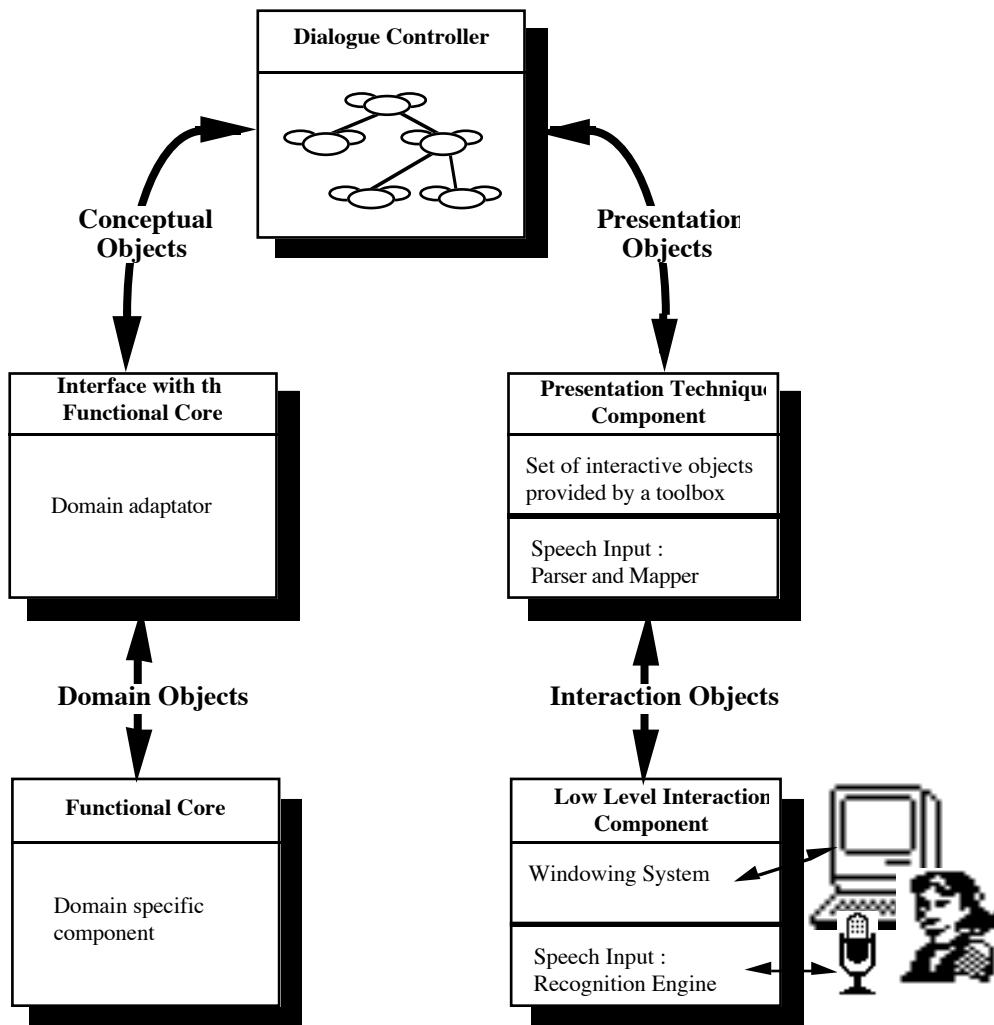 Dialogue Controller
Conceptual
Objects
Presentation
Objects
Interface with th
Functional Core
Domain adaptator
Presentation Techniqu
Component
Set of interactive objects
provided by a toolbox
Speech Input :
Parser and Mapper
Domain Objects
Interaction Objects
Functional Core
Domain specific
component
Low Level Interaction
Component
Windowing System
Speech Input :
Recognition Engine